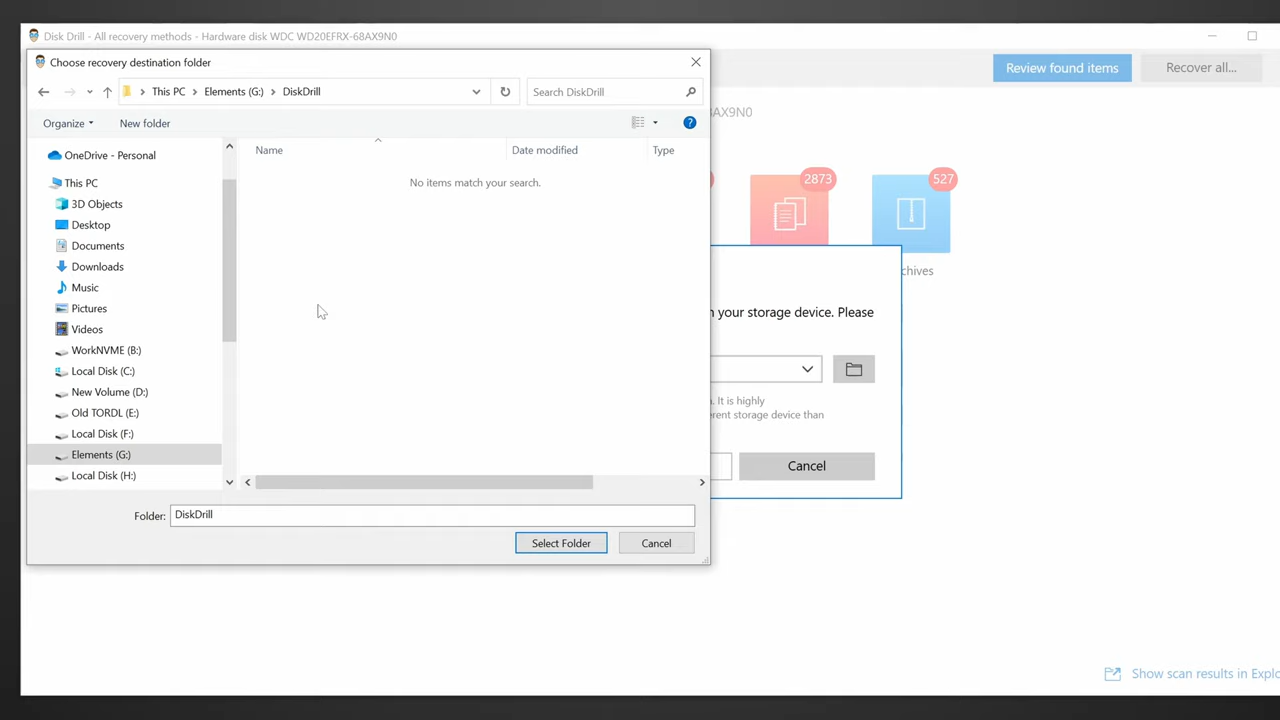 Disk Drill - All recovery methods - Hardware disk WDC WD20EFRX-68AX9N0
Choose recovery destination folder
Review found items
Recover all...
This PC
Elements (G:)
DiskDrill
Search DiskDrill
AX9N0
Organize
New folder
?
Name
Date modified
Type
No items match your search.
OneDrive - Personal
This PC
3D Objects
Desktop
Documents
Downloads
Music
Pictures
Videos
WorkNVME (B:)
Local Disk (C:)
New Volume (D:)
Old TORDL (E:)
Local Disk (F:)
Elements (G:)
Local Disk (H:)
2873
527
chives
your storage device. Please
. It is highly
rent storage device than
Cancel
Folder: DiskDrill
Select Folder
Cancel
Show scan results in Explo